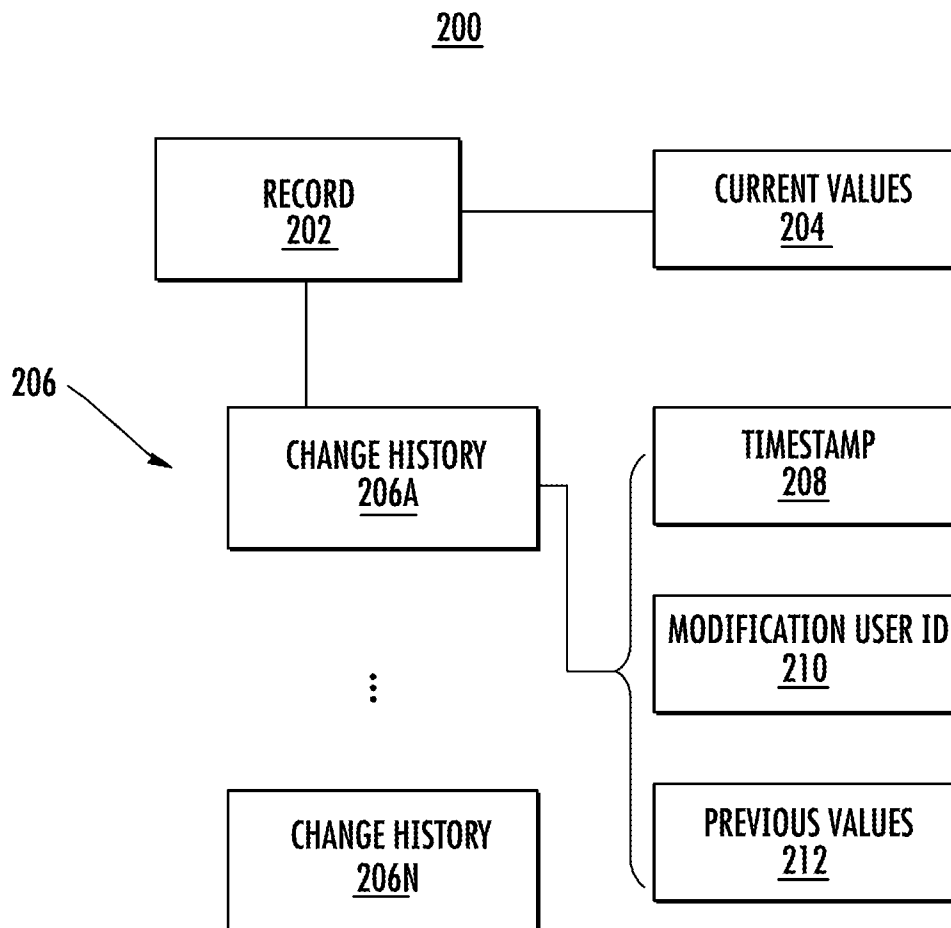 200
RECORD
202
CURRENT VALUES
204
206
CHANGE HISTORY
206A
TIMESTAMP
208
MODIFICATION USER ID
210
...
CHANGE HISTORY
206N
PREVIOUS VALUES
212